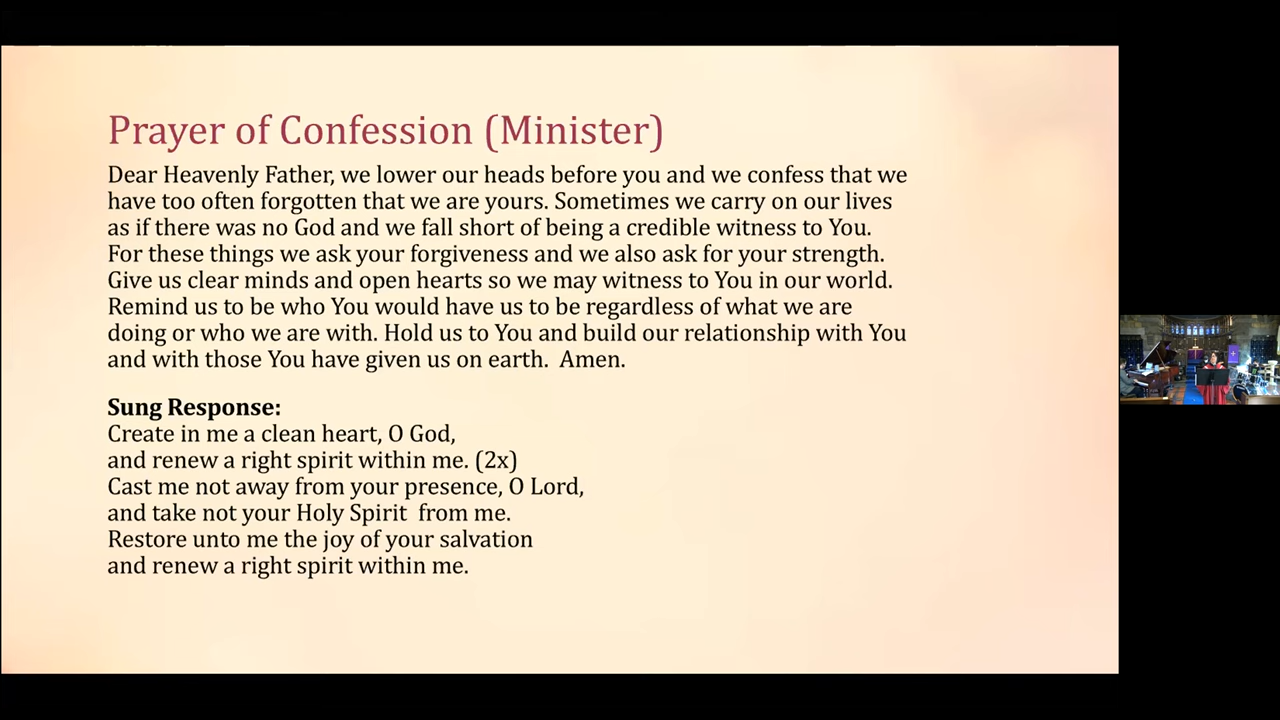 Prayer of Confession (Minister)
Dear Heavenly Father, we lower our heads before you and we confess that we
have too often forgotten that we are yours. Sometimes we carry on our lives
as if there was no God and we fall short of being a credible witness to You.
For these things we ask your forgiveness and we also ask for your strength.
Give us clear minds and open hearts so we may witness to You in our world.
Remind us to be who You would have us to be regardless of what we are
doing or who we are with. Hold us to You and build our relationship with You
and with those You have given us on earth.  Amen.
Sung Response:
Create in me a clean heart, O God,
and renew a right spirit within me. (2x)
Cast me not away from your presence, O Lord,
and take not your Holy Spirit  from me.
Restore unto me the joy of your salvation
and renew a right spirit within me.